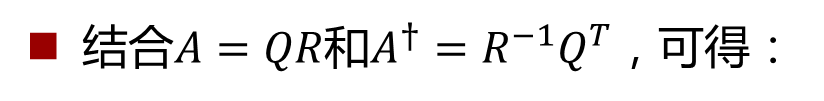 ■ 结合𝐴 = 𝑄𝑅和𝐴† = 𝑅⁻¹𝑄ᵀ，可得：